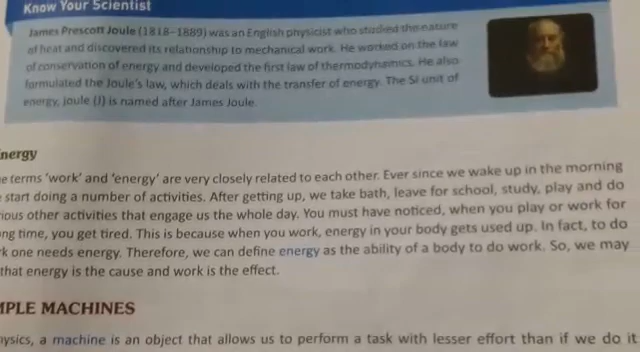 Know Your Scientist
James Prescott Joule (1818–1889) was an English physicist who studied the nature
of heat and discovered its relationship to mechanical work. He worked on the law
of conservation of energy and developed the first law of thermodynamics. He also
formulated the Joule's law, which deals with the transfer of energy. The SI unit of
energy, joule (J) is named after James Joule.
nergy
e terms 'work' and 'energy' are very closely related to each other. Ever since we wake up in the morning
start doing a number of activities. After getting up, we take bath, leave for school, study, play and do
ious other activities that engage us the whole day. You must have noticed, when you play or work for
ng time, you get tired. This is because when you work, energy in your body gets used up. In fact, to do
rk one needs energy. Therefore, we can define energy as the ability of a body to do work. So, we may
that energy is the cause and work is the effect.
MPLE MACHINES
ysics, a machine is an object that allows us to perform a task with lesser effort than if we do it